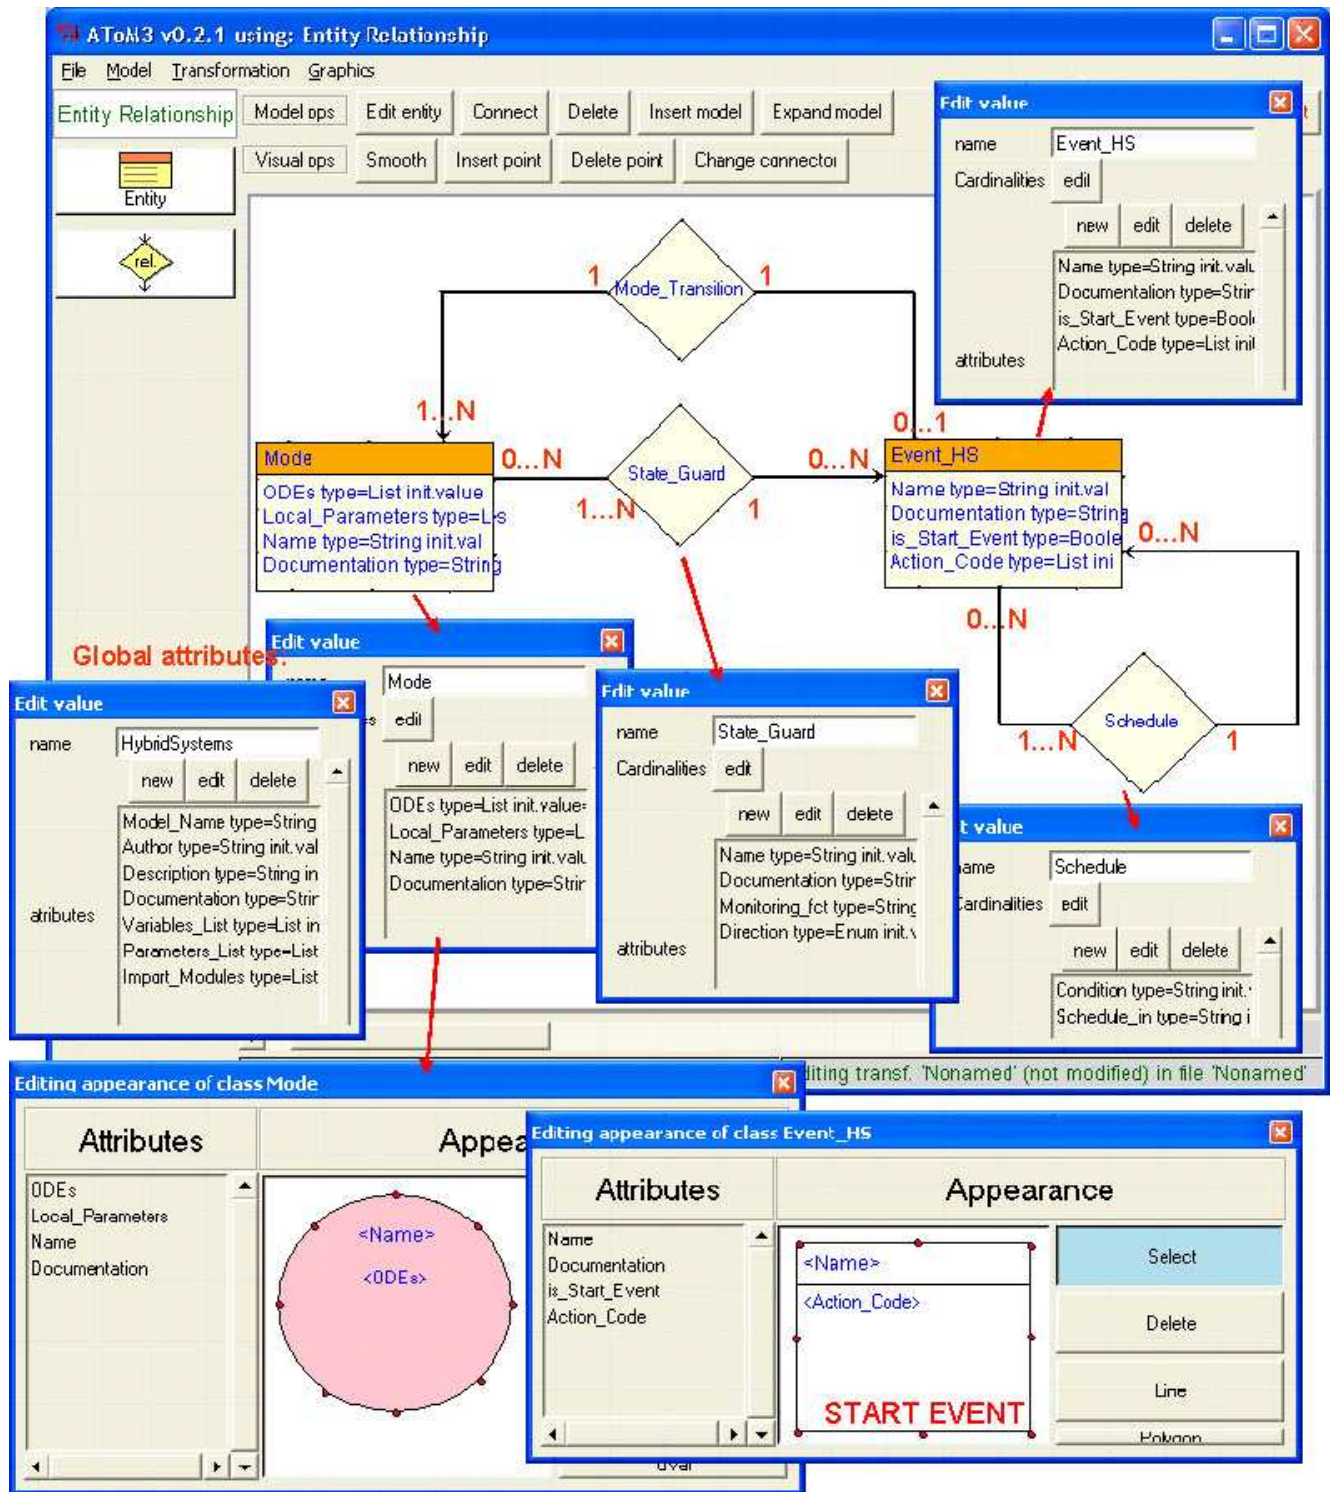 AToM3 v0.2.1 using: Entity Relationship
File Model Transformation Graphics
Entity Relationship
Model ops Edit entity Connect Delete Insert model Expand model
Visual ops Smooth Insert point Delete point Change connector
Entity
rel.
Edit value
name Event_HS
Cardinalities edit
new edit delete
Name type=String init.valu
Documentation type=Strin
is_Start_Event type=Boole
Action_Code type=List init
attributes
1 Mode_Transition 1
1...N
0...1
Mode
ODEs type=List init.value
Local_Parameters type=Lis
Name type=String init.val
Documentation type=String
0...N State_Guard 0...N
1...N 1
Event_HS
Name type=String init.val
Documentation type=String
is_Start_Event type=Boole
Action_Code type=List ini
0...N
0...N
Schedule
1...N 1
Global attributes:
Edit value
name HybridSystems
new edit delete
Model_Name type=String
Author type=String init.val
Description type=String in
Documentation type=Strin
Variables_List type=List in
Parameters_List type=List
Import_Modules type=List
attributes
Edit value
name Mode
s edit
new edit delete
ODEs type=List init.value=
Local_Parameters type=L
Name type=String init.valu
Documentation type=Strin
Edit value
name State_Guard
Cardinalities edit
new edit delete
Name type=String init.valu
Documentation type=Strin
Monitoring_fct type=String
Direction type=Enum init.v
attributes
t value
ame Schedule
Cardinalities edit
new edit delete
Condition type=String init.
Schedule_in type=String i
diting transf. 'Nonamed' (not modified) in file 'Nonamed'
Editing appearance of class Mode
Attributes Appea
ODEs
Local_Parameters
Name
Documentation
<Name>
<ODEs>
Oval
Editing appearance of class Event_HS
Attributes Appearance
Name
Documentation
is_Start_Event
Action_Code
<Name>
<Action_Code>
START EVENT
Select
Delete
Line
Polygon